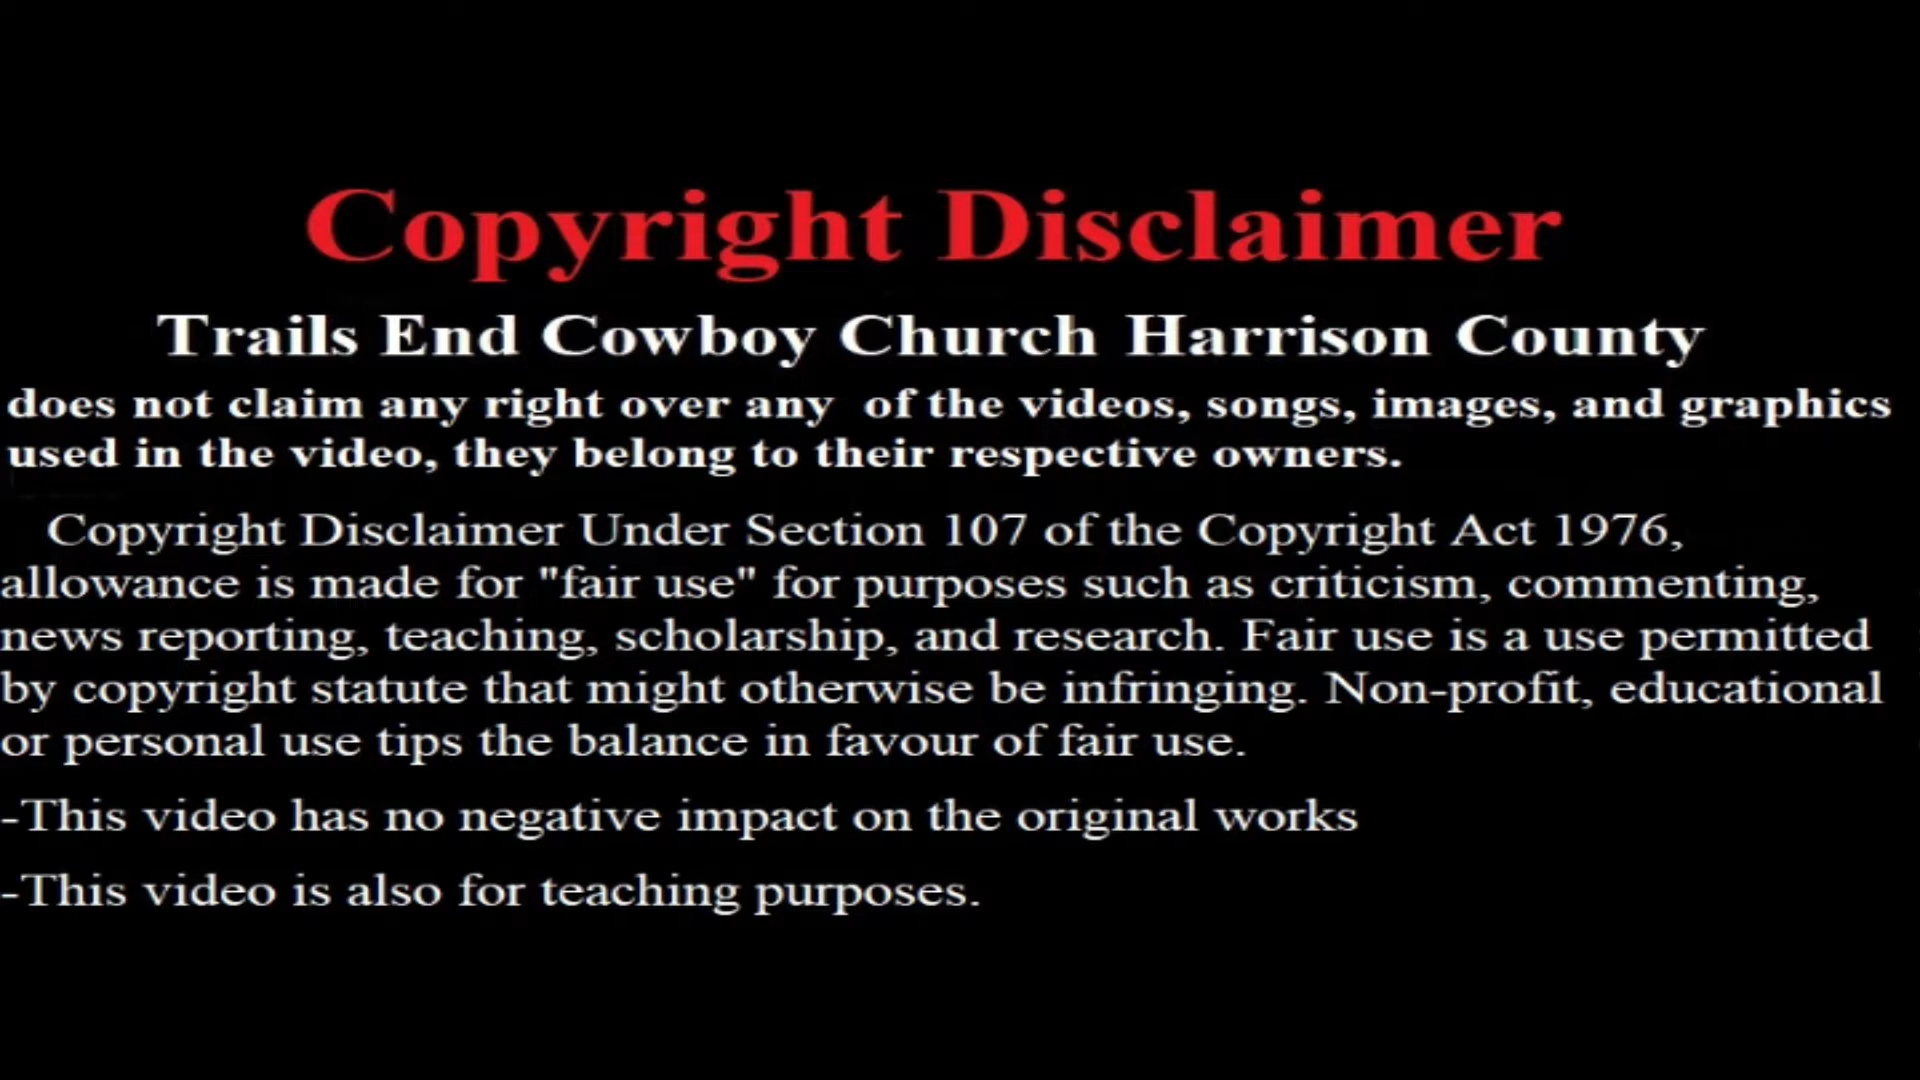 Copyright Disclaimer
Trails End Cowboy Church Harrison County
does not claim any right over any of the videos, songs, images, and graphics
used in the video, they belong to their respective owners.
Copyright Disclaimer Under Section 107 of the Copyright Act 1976,
allowance is made for "fair use" for purposes such as criticism, commenting,
news reporting, teaching, scholarship, and research. Fair use is a use permitted
by copyright statute that might otherwise be infringing. Non-profit, educational
or personal use tips the balance in favour of fair use.
-This video has no negative impact on the original works
-This video is also for teaching purposes.